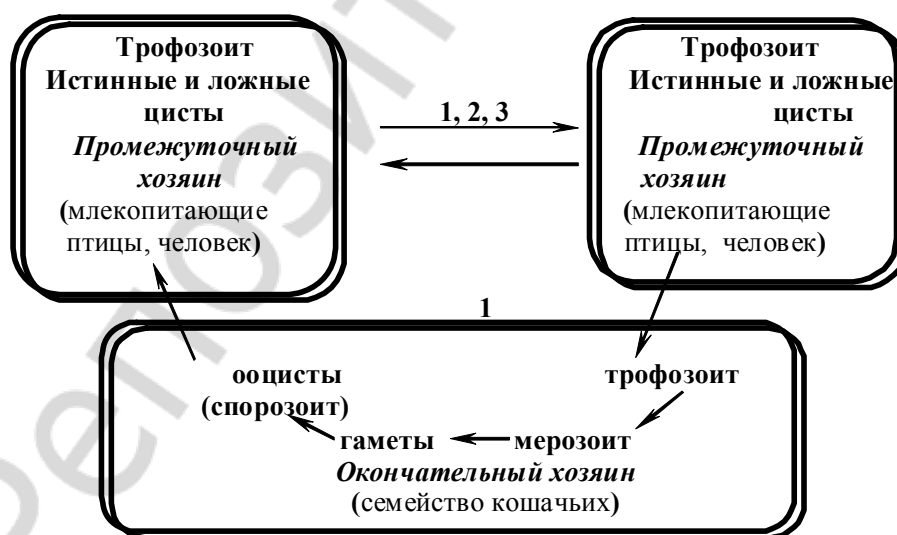 Трофозоит
Истинные и ложные
цисты
Промежуточный
хозяин
(млекопитающие
птицы, человек)
1, 2, 3
Трофозоит
Истинные и ложные
цисты
Промежуточный
хозяин
(млекопитающие
птицы, человек)
1
ооцисты
(спорозоит)
трофозоит
гаметы
мерозоит
Окончательный хозяин
(семейство кошачьих)